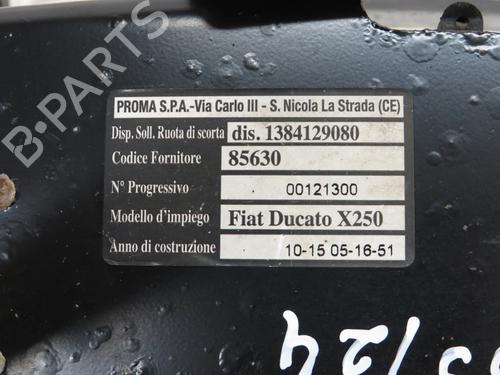 PROMA S.P.A.-Via Carlo III - S. Nicola La Strada (CE)
Disp. Soll. Ruota di scorta dis. 1384129080
Codice Fornitore 85630
N° Progressivo 00121300
Modello d'impiego Fiat Ducato X250
Anno di costruzione 10-15 05-16-51
B-PARTS